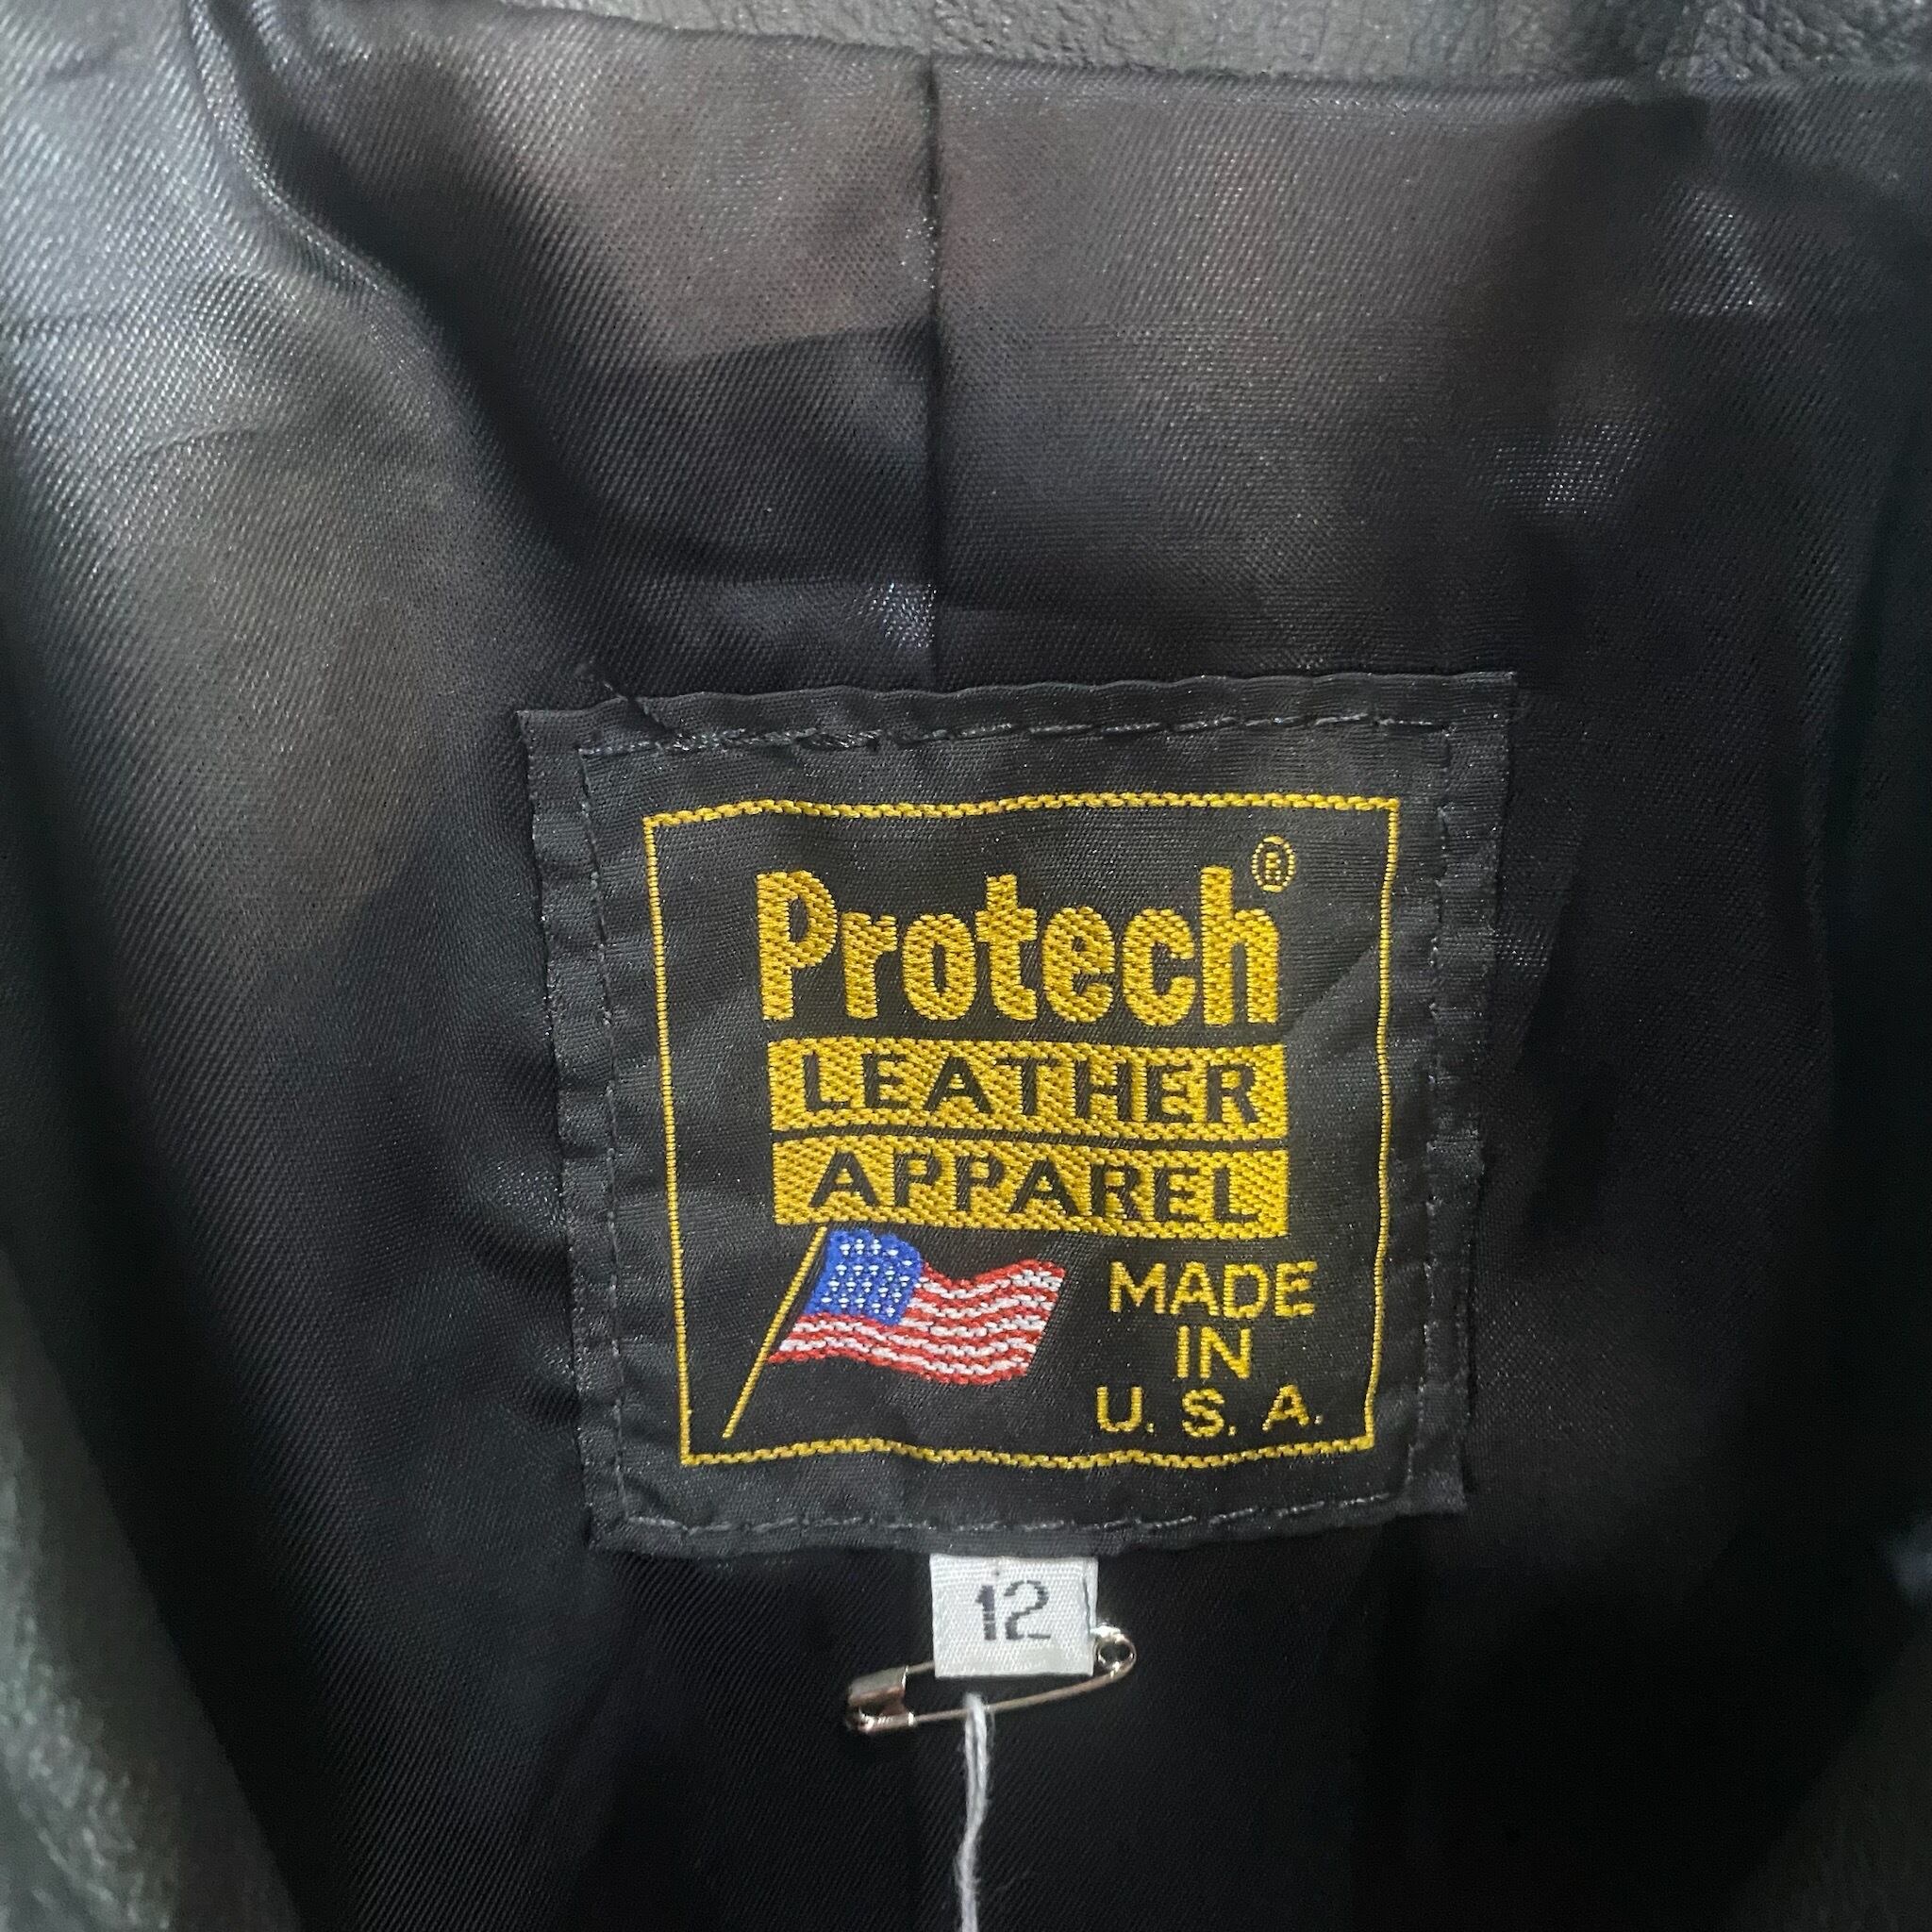 Protech®
LEATHER
APPAREL
MADE
IN
U. S. A.
12